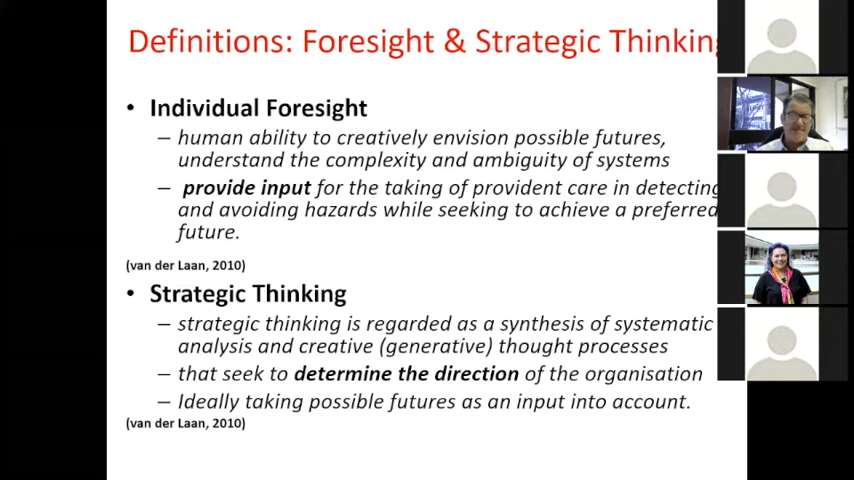 Definitions: Foresight & Strategic Thinking
• Individual Foresight
– human ability to creatively envision possible futures,
understand the complexity and ambiguity of systems
– provide input for the taking of provident care in detecting
and avoiding hazards while seeking to achieve a preferred
future.
(van der Laan, 2010)
• Strategic Thinking
– strategic thinking is regarded as a synthesis of systematic
analysis and creative (generative) thought processes
– that seek to determine the direction of the organisation
– Ideally taking possible futures as an input into account.
(van der Laan, 2010)